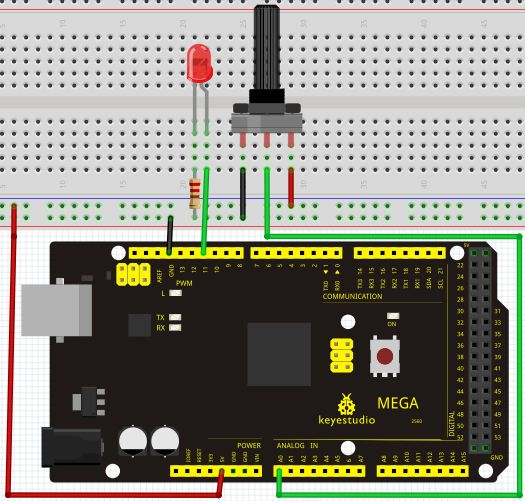 5 10 15 20 25 30 35 40 45
5 10 15 20 25 30 35 40 45
AREF GND 13 12 11 10 9 8 7 6 5 4 3 2 TX0 1 RX0 0 TX3 14 RX3 15 TX2 16 RX2 17 TX1 18 RX1 19 SDA 20 SCL 21
5V
PWM
L
COMMUNICATION
TX
RX
ON
22
24
26
28
30 31
32 33
34 35
36 37
38 39
40 41
42 43
44 45
46 47
48 49
50 51
52 53
DIGITAL
GND
MEGA
2560
keyestudio
POWER ANALOG IN
IOREF RESET 3V3 5V GND GND VIN A0 A1 A2 A3 A4 A5 A6 A7 A8 A9 A10 A11 A12 A13 A14 A15